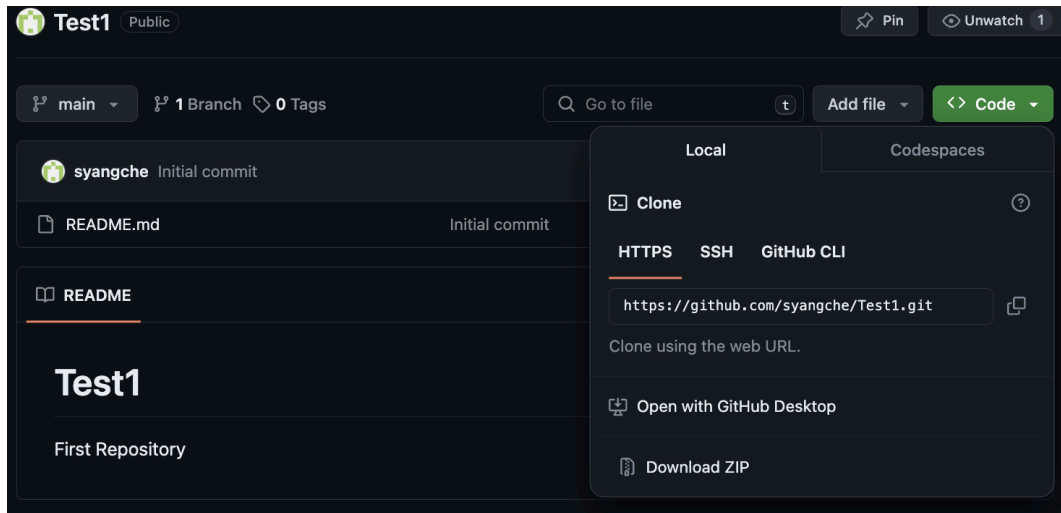 Test1 Public
Pin
Unwatch 1
main
1 Branch
0 Tags
Go to file t
Add file
<> Code
syangche Initial commit
README.md Initial commit
README
Test1
First Repository
Local Codespaces
Clone
HTTPS SSH GitHub CLI
https://github.com/syangche/Test1.git
Clone using the web URL.
Open with GitHub Desktop
Download ZIP